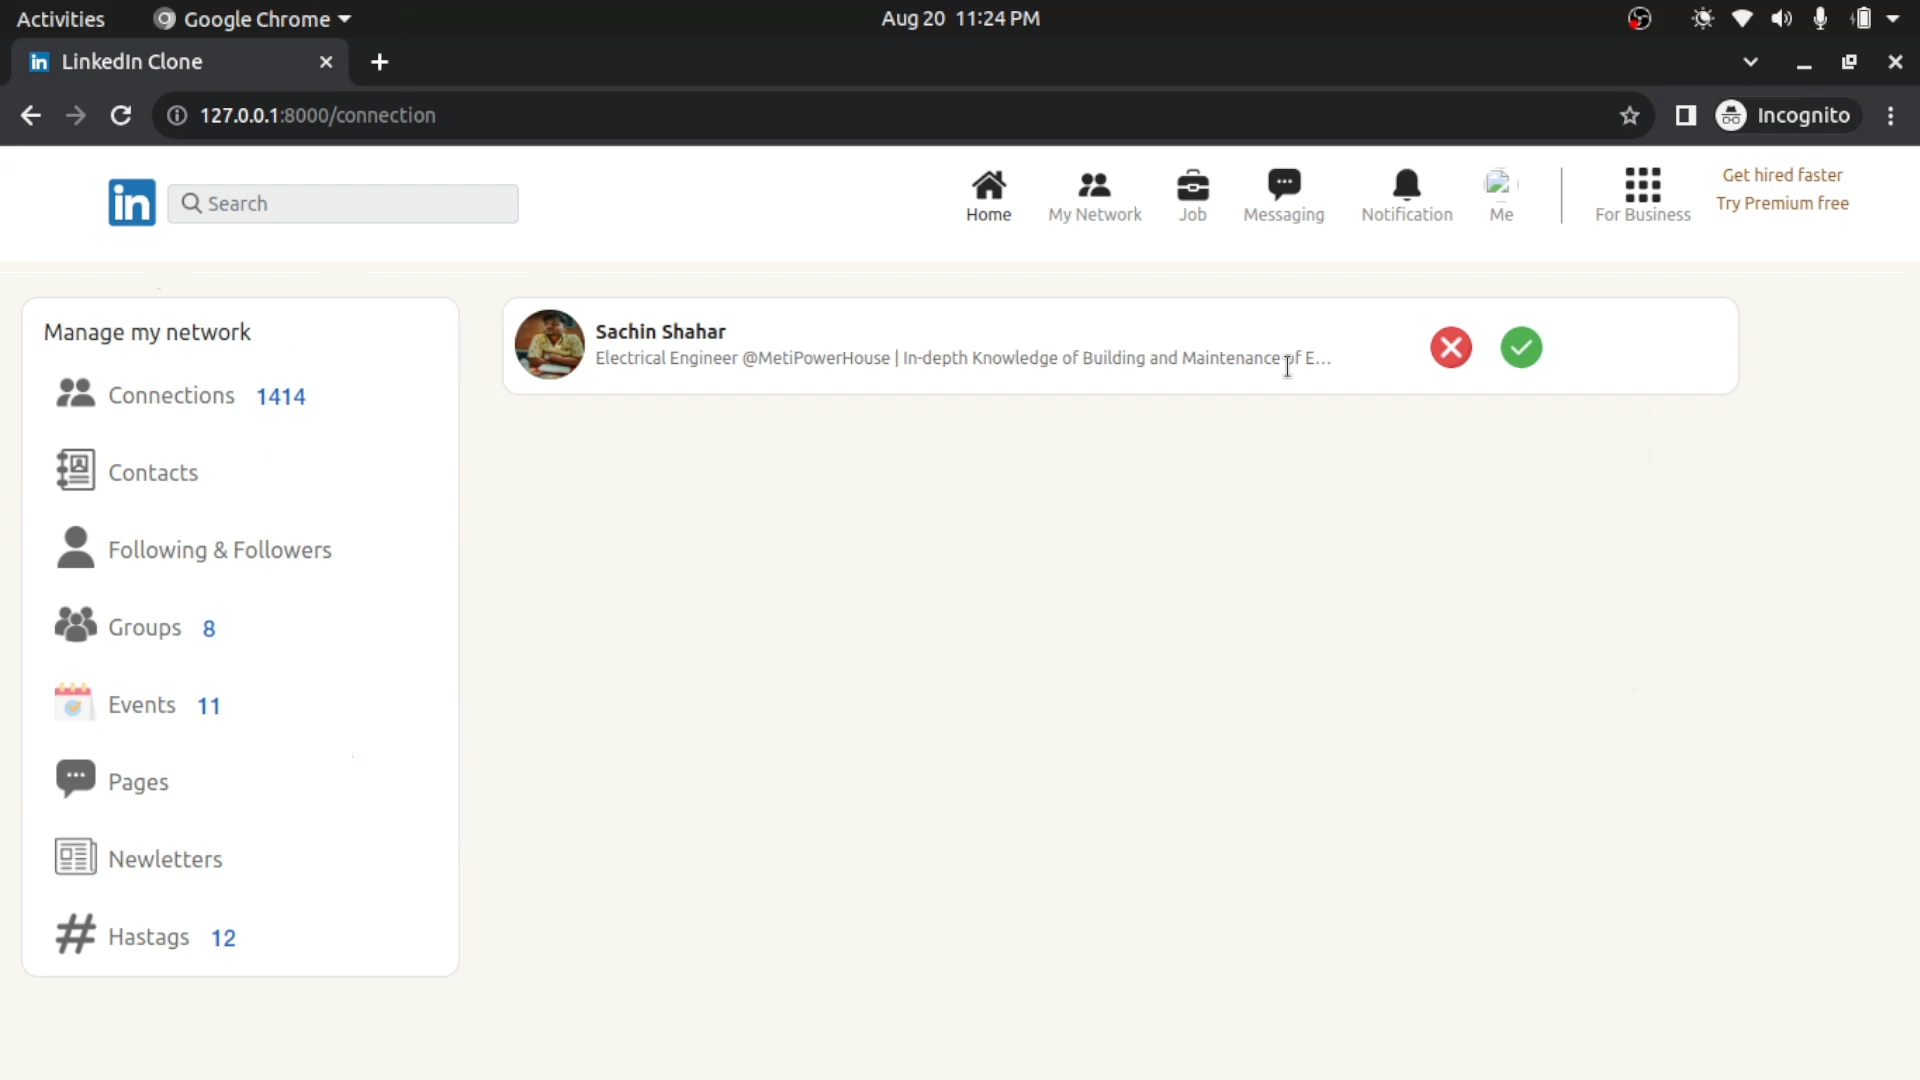 Activities
Google Chrome
Aug 20 11:24 PM
in LinkedIn Clone
127.0.0.1:8000/connection
Incognito
in
Search
Home
My Network
Job
Messaging
Notification
Me
For Business
Get hired faster
Try Premium free
Manage my network
Connections 1414
Contacts
Following & Followers
Groups 8
Events 11
Pages
Newletters
Hastags 12
Sachin Shahar
Electrical Engineer @MetiPowerHouse | In-depth Knowledge of Building and Maintenance of E...